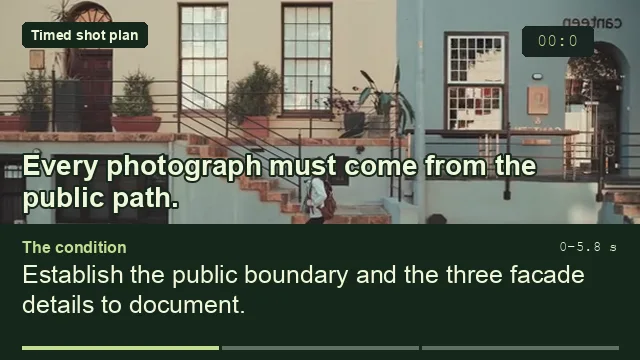 Timed shot plan
00:0
canteen
Every photograph must come from the
public path.
The condition
0–5.8 s
Establish the public boundary and the three facade
details to document.